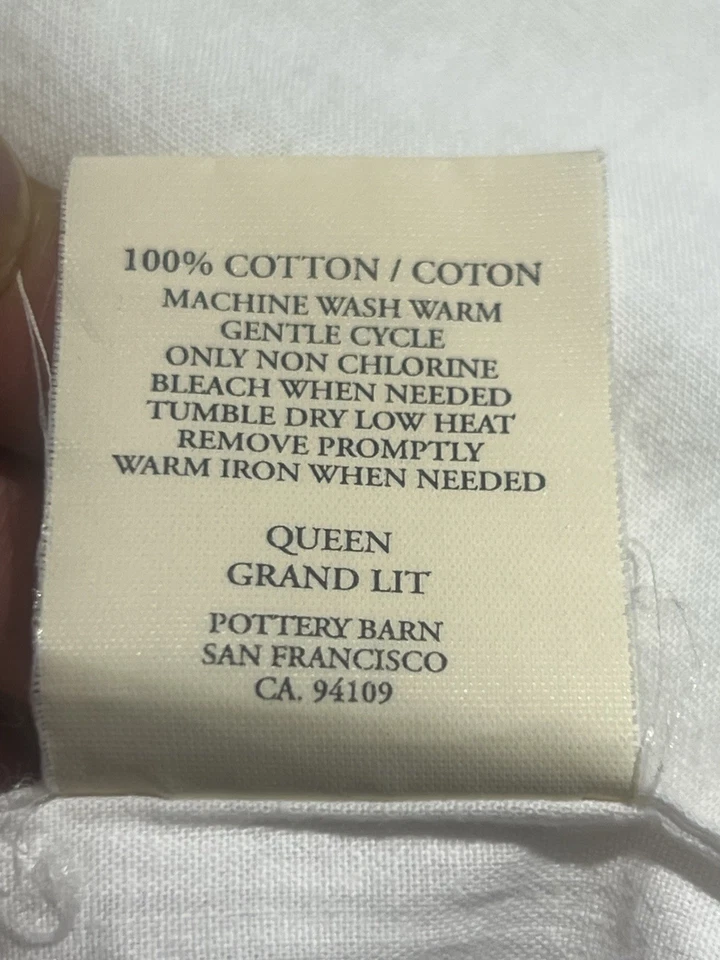 100% COTTON / COTON
MACHINE WASH WARM
GENTLE CYCLE
ONLY NON CHLORINE
BLEACH WHEN NEEDED
TUMBLE DRY LOW HEAT
REMOVE PROMPTLY
WARM IRON WHEN NEEDED
QUEEN
GRAND LIT
POTTERY BARN
SAN FRANCISCO
CA. 94109